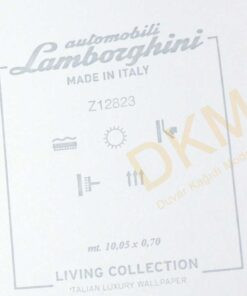 automobili
Lamborghini
MADE IN ITALY
Z12823
DKM
Duvar Kağıdı Modelleri
mt. 10,05 x 0,70
LIVING COLLECTION
ITALIAN LUXURY WALLPAPER